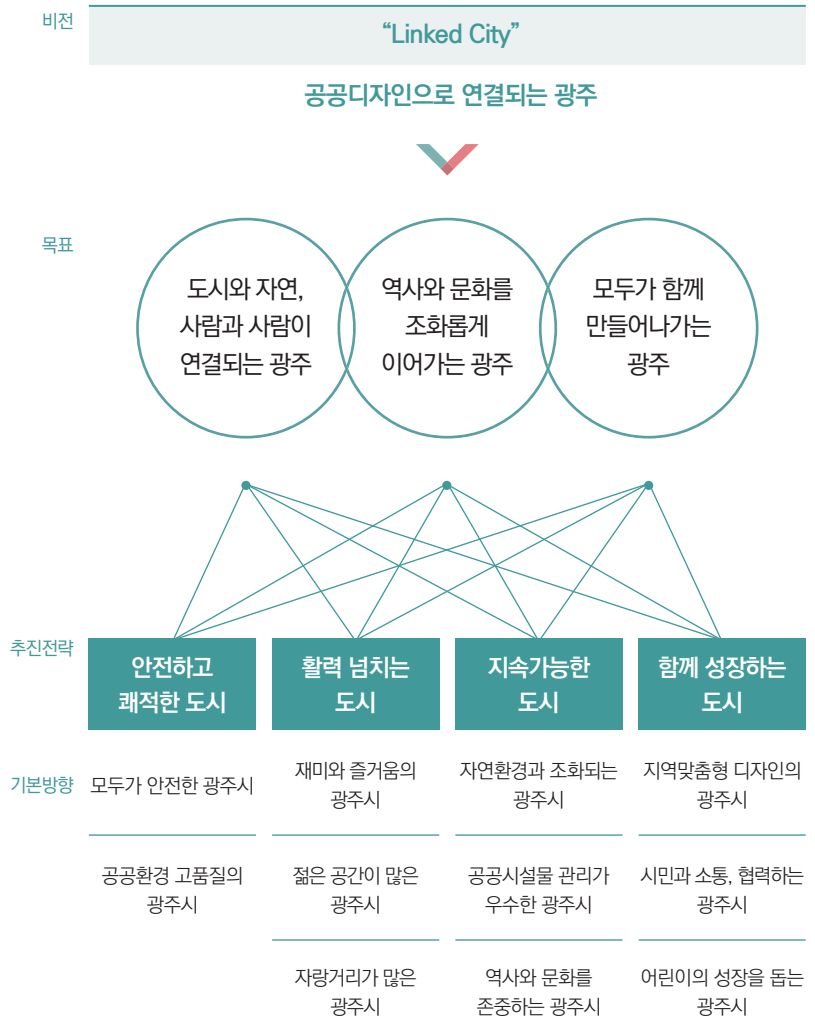 비전
“Linked City”
공공디자인으로 연결되는 광주
목표
도시와 자연,
사람과 사람이
연결되는 광주
역사와 문화를
조화롭게
이어가는 광주
모두가 함께
만들어나가는
광주
추진전략
안전하고
쾌적한 도시
활력 넘치는
도시
지속가능한
도시
함께 성장하는
도시
기본방향
모두가 안전한 광주시
재미와 즐거움의
광주시
자연환경과 조화되는
광주시
지역맞춤형 디자인의
광주시
공공환경 고품질의
광주시
젊은 공간이 많은
광주시
공공시설물 관리가
우수한 광주시
시민과 소통, 협력하는
광주시
자랑거리가 많은
광주시
역사와 문화를
존중하는 광주시
어린이의 성장을 돕는
광주시